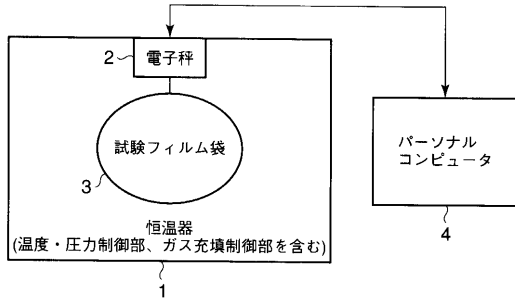 2
電子秤
試験フィルム袋
3
恒温器
(温度・圧力制御部、ガス充填制御部を含む)
1
パーソナル
コンピュータ
4